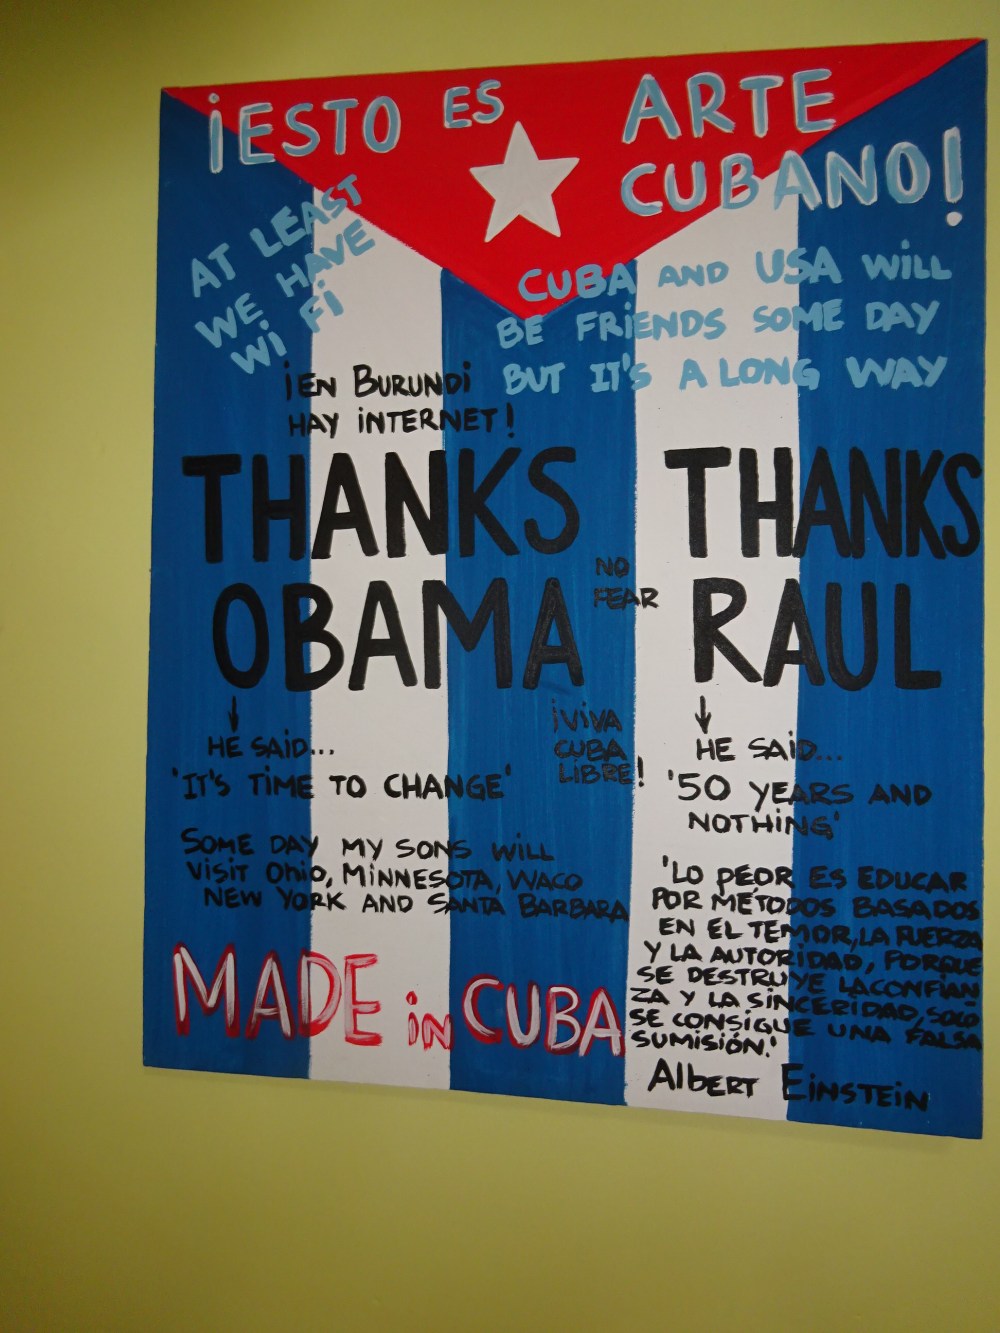 ¡ESTO ES ARTE
CUBANO!
AT LEAST
WE HAVE
Wi Fi
CUBA AND USA WiLL
BE FRiENDS SOME DAY
BUT IT'S A LONG WAY
¡EN BURUNDi
HAY iNTERNET!
THANKS
OBAMA
NO
FEAR
THANKS
RAUL
HE SAiD...
'IT'S TiME TO CHANGE'
¡ViVA
CUBA
LiBRE!
HE SAiD...
'50 YEARS AND
NOTHiNG'
SOME DAY MY SONS WiLL
ViSiT OhiO, MiNNESOTA, WACO
NEW YORK AND SANTA BARBARA
'LO PEOR ES EDUCAR
POR MÉTODOS BASADOS
EN EL TEMOR, LA FUERZA
Y LA AUTORiDAD, PORQUE
SE DESTRUYE LA CONFiAN
ZA Y LA SiNCERiDAD, SOLO
SE CONSiGUE UNA FALSA
SUMiSiÓN.'
AlbERT EiNSTEiN
MADE in CUBA